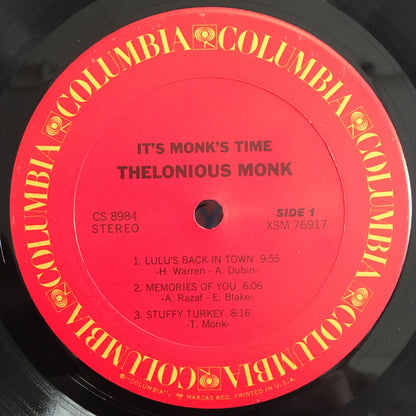 COLUMBIA COLUMBIA COLUMBIA COLUMBIA COLUMBIA COLUMBIA
IT'S MONK'S TIME
THELONIOUS MONK
CS 8984
STEREO
SIDE 1
XSM 76917
1. LULU'S BACK IN TOWN 9:55
-H. Warren - A. Dubin-
2. MEMORIES OF YOU 6:06
-A. Razaf - E. Blake-
3. STUFFY TURKEY 8:16
-T. Monk-
"COLUMBIA", MARCAS REG. PRINTED IN U.S.A.